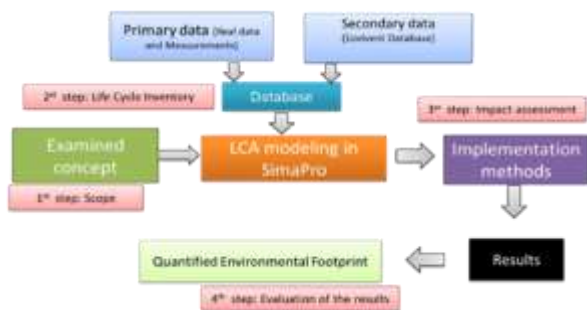 Primary data (Real data
and Measurements)
Secondary data
(Ecoivent Database)
2nd step: Life Cycle Inventory
Database
3rd step: Impact assessment
Examined
concept
LCA modeling in
SimaPro
Implementation
methods
1st step: Scope
Quantified Environmental Footprint
Results
4th step: Evaluation of the results